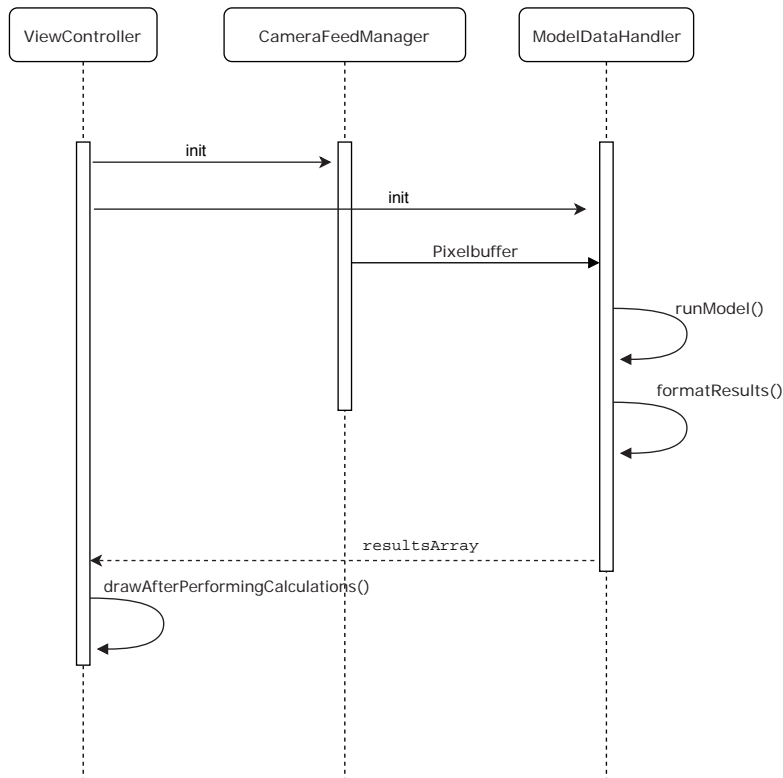 ViewController
CameraFeedManager
ModelDataHandler
init
init
Pixelbuffer
runModel()
formatResults()
resultsArray
drawAfterPerformingCalculations()